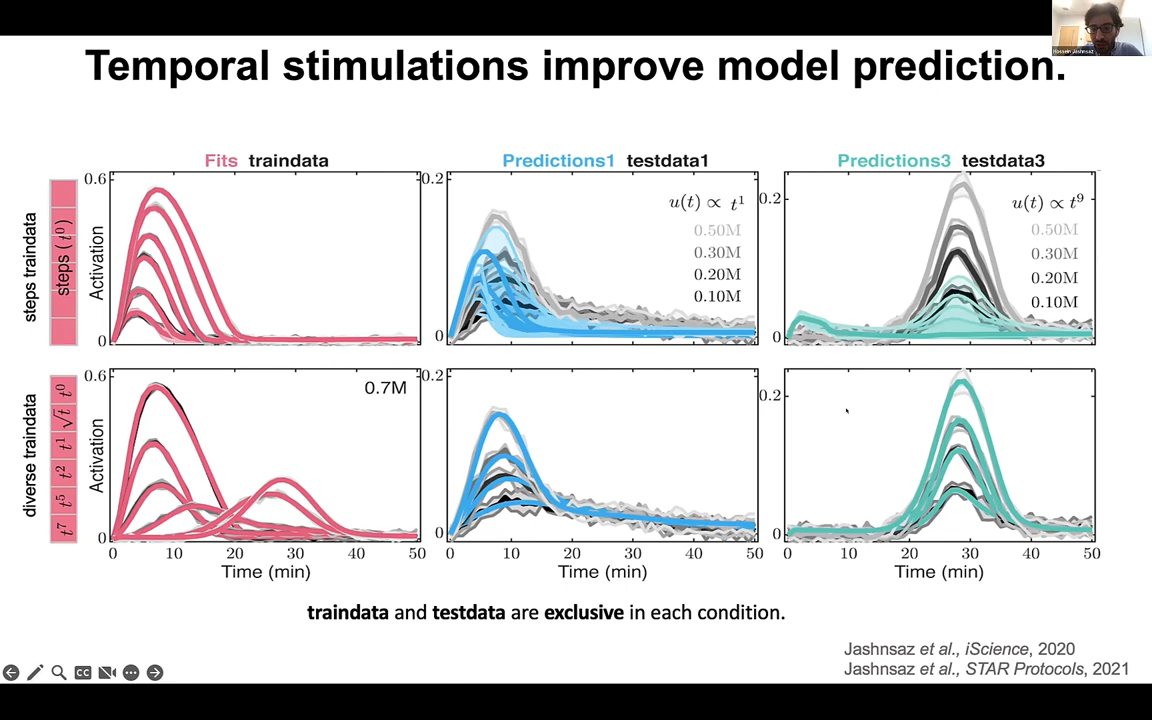 Hossein Jashnsaz
Temporal stimulations improve model prediction.
Fits traindata
Predictions1 testdata1
Predictions3 testdata3
steps traindata
steps (t⁰)
Activation
0.6
0
0.2
0
u(t) ∝ t¹
0.50M
0.30M
0.20M
0.10M
0.2
0
u(t) ∝ t⁹
0.50M
0.30M
0.20M
0.10M
diverse traindata
t⁷ t⁵ t² t¹ √t t⁰
Activation
0.6
0
0.7M
0.2
0
0.2
0
0 10 20 30 40 50
0 10 20 30 40 50
0 10 20 30 40 50
Time (min)
Time (min)
Time (min)
traindata and testdata are exclusive in each condition.
Jashnsaz et al., iScience, 2020
Jashnsaz et al., STAR Protocols, 2021
CC